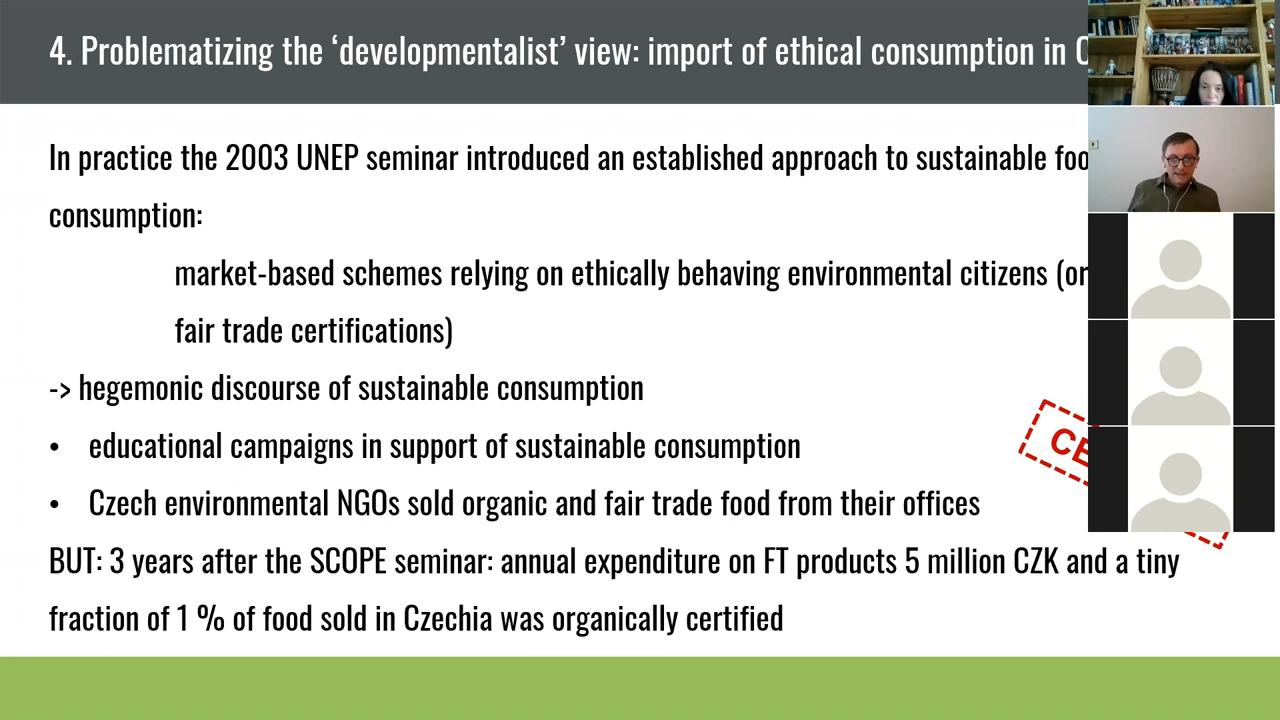 4. Problematizing the ‘developmentalist’ view: import of ethical consumption in
In practice the 2003 UNEP seminar introduced an established approach to sustainable
consumption:
market-based schemes relying on ethically behaving environmental citizens
fair trade certifications)
-> hegemonic discourse of sustainable consumption
• educational campaigns in support of sustainable consumption
• Czech environmental NGOs sold organic and fair trade food from their offices
BUT: 3 years after the SCOPE seminar: annual expenditure on FT products 5 million CZK and a tiny
fraction of 1 % of food sold in Czechia was organically certified